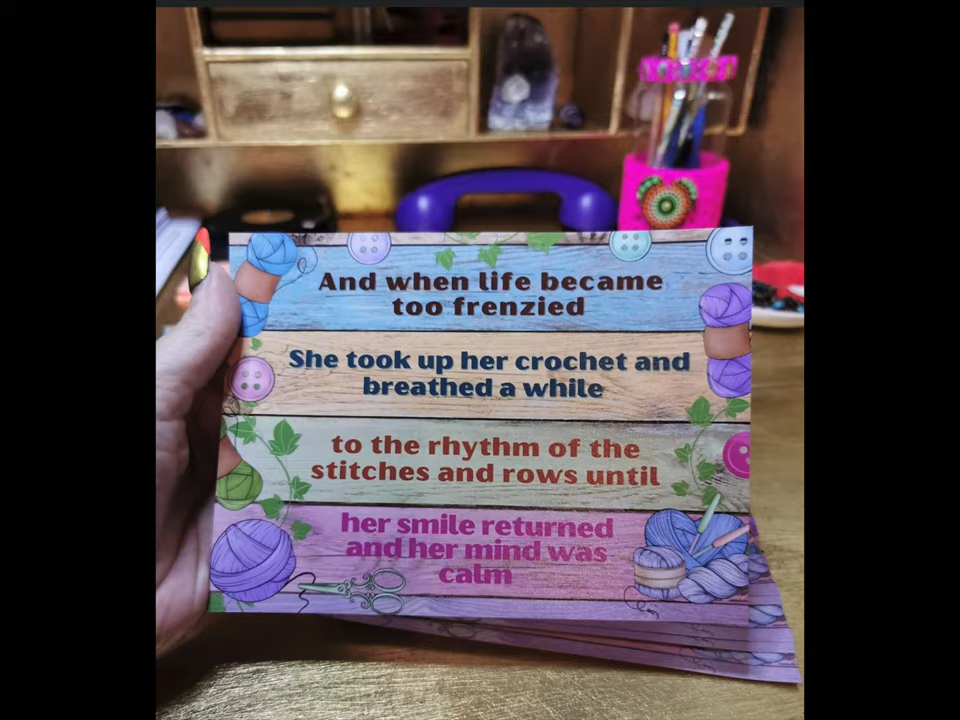 And when life became
too frenzied
She took up her crochet and
breathed a while
to the rhythm of the
stitches and rows until
her smile returned
and her mind was
calm